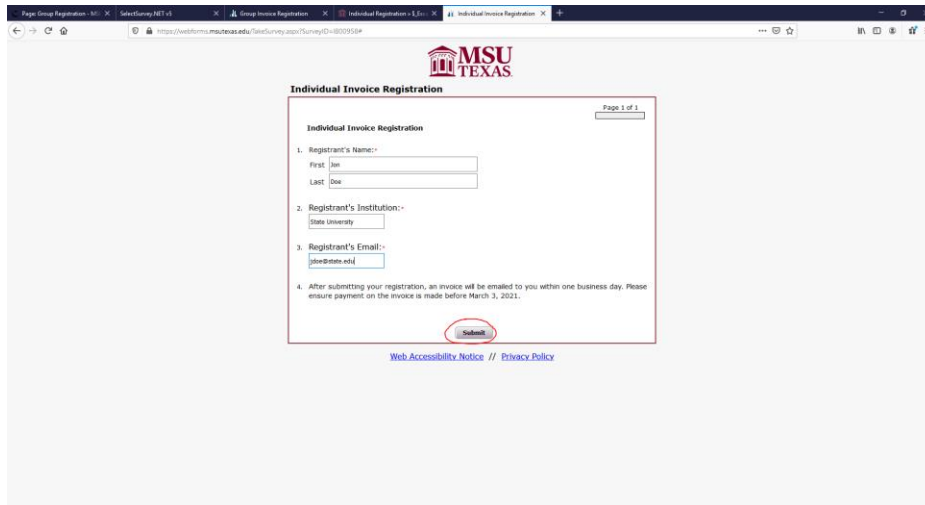 Page: Group Registration - MS
SelectSurvey.NET v5
Group Invoice Registration
Individual Registration »
Individual Invoice Registration
https://webforms.msutexas.edu/TakeSurvey.aspx?SurveyID=
MSU
TEXAS
Individual Invoice Registration
Page 1 of 1
Individual Invoice Registration
1. Registrant's Name:*
First Jon
Last Doe
2. Registrant's Institution:*
State University
3. Registrant's Email:*
jdoe@state.edu
4. After submitting your registration, an invoice will be emailed to you within one business day. Please
ensure payment on the invoice is made before March 3, 2021.
Submit
Web Accessibility Notice // Privacy Policy